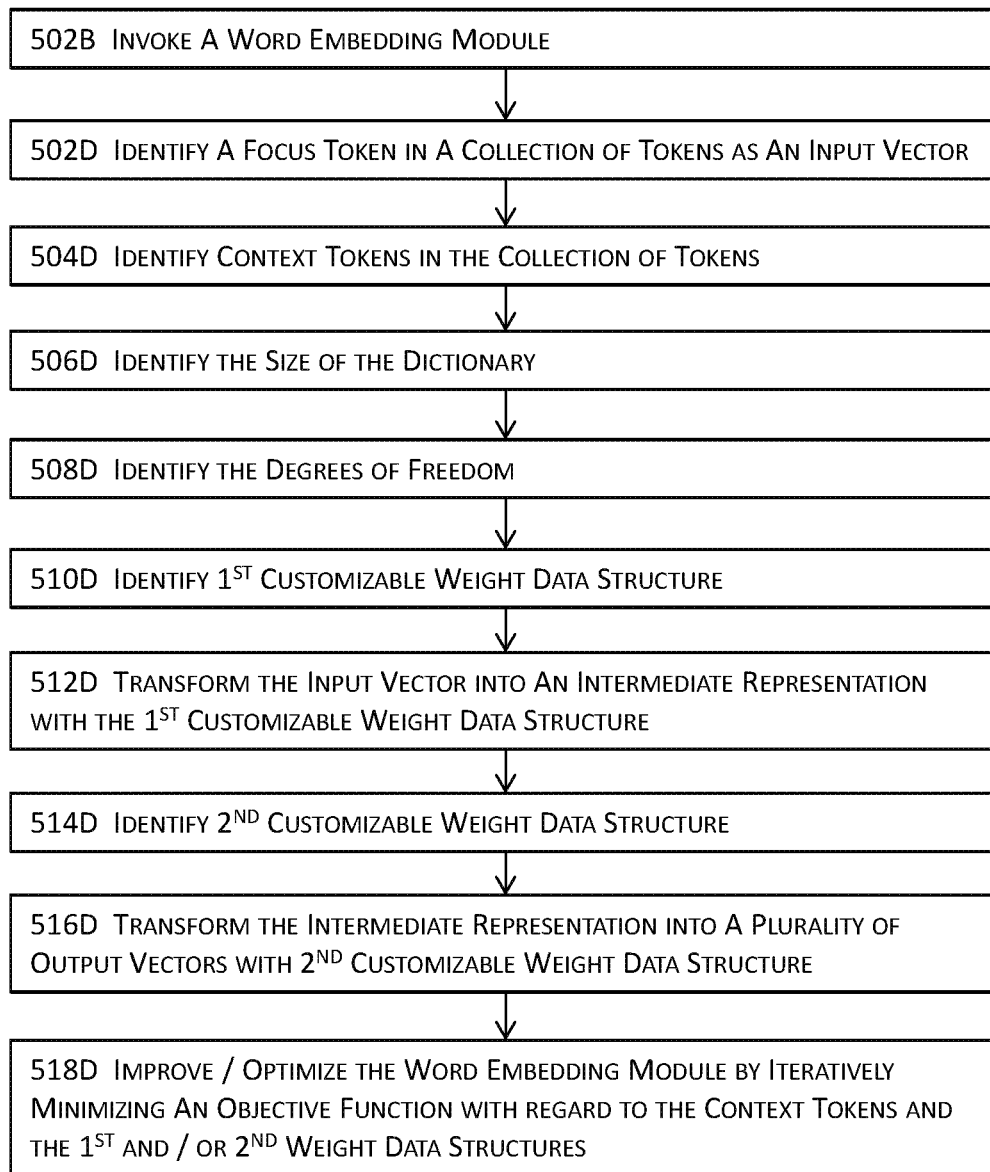 502B INVOKE A WORD EMBEDDING MODULE
502D IDENTIFY A FOCUS TOKEN IN A COLLECTION OF TOKENS AS AN INPUT VECTOR
504D IDENTIFY CONTEXT TOKENS IN THE COLLECTION OF TOKENS
506D IDENTIFY THE SIZE OF THE DICTIONARY
508D IDENTIFY THE DEGREES OF FREEDOM
510D IDENTIFY 1ST CUSTOMIZABLE WEIGHT DATA STRUCTURE
512D TRANSFORM THE INPUT VECTOR INTO AN INTERMEDIATE REPRESENTATION
WITH THE 1ST CUSTOMIZABLE WEIGHT DATA STRUCTURE
514D IDENTIFY 2ND CUSTOMIZABLE WEIGHT DATA STRUCTURE
516D TRANSFORM THE INTERMEDIATE REPRESENTATION INTO A PLURALITY OF
OUTPUT VECTORS WITH 2ND CUSTOMIZABLE WEIGHT DATA STRUCTURE
518D IMPROVE / OPTIMIZE THE WORD EMBEDDING MODULE BY ITERATIVELY
MINIMIZING AN OBJECTIVE FUNCTION WITH REGARD TO THE CONTEXT TOKENS AND
THE 1ST AND / OR 2ND WEIGHT DATA STRUCTURES